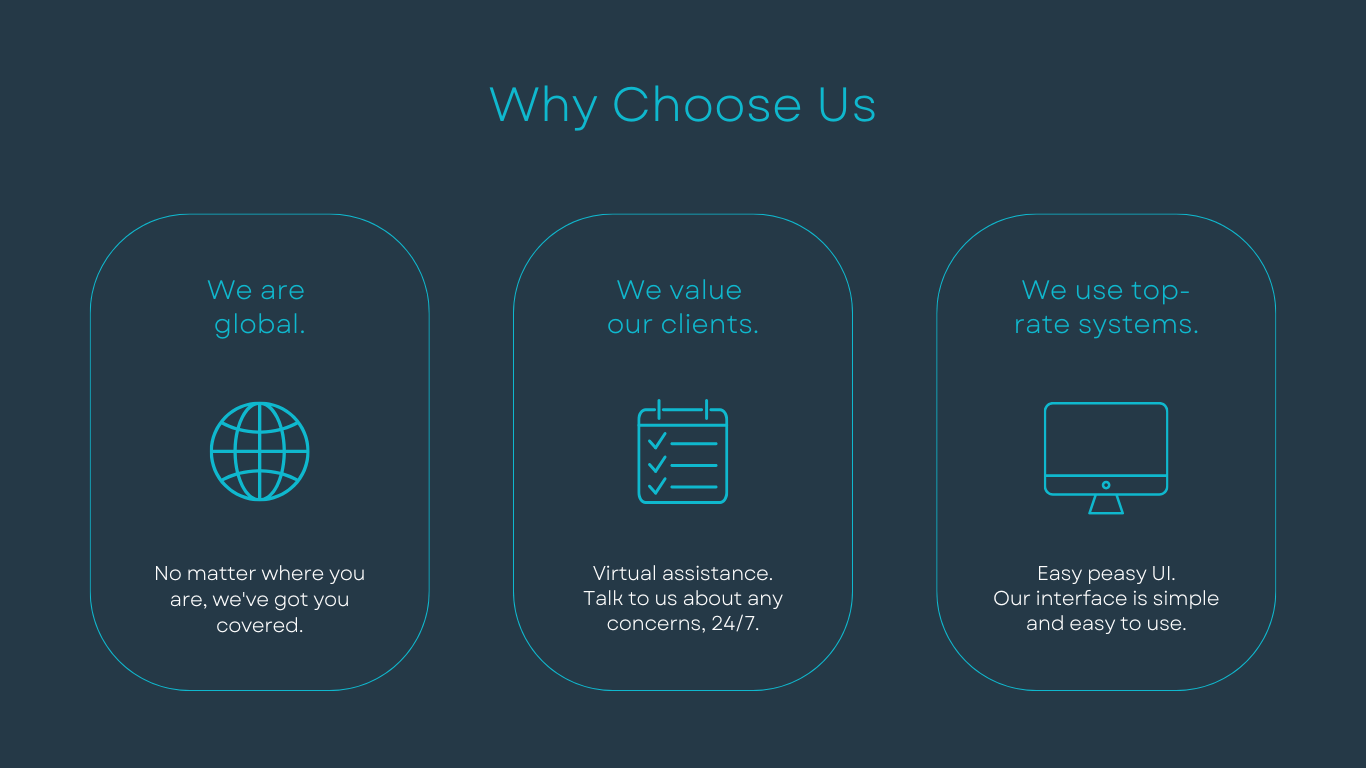 Why Choose Us
We are
global.
No matter where you
are, we've got you
covered.
We value
our clients.
Virtual assistance.
Talk to us about any
concerns, 24/7.
We use top-
rate systems.
Easy peasy UI.
Our interface is simple
and easy to use.